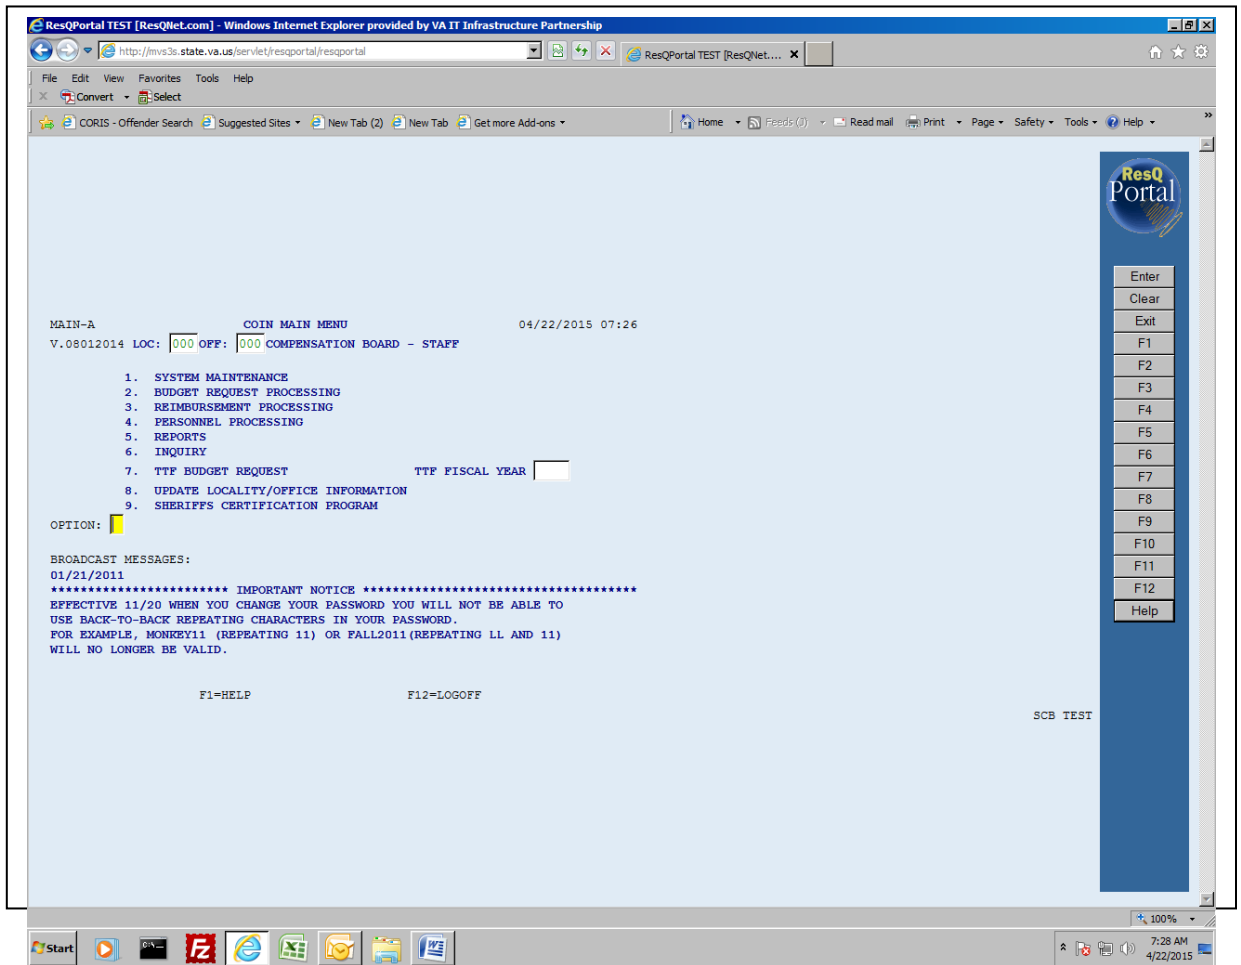 ResQPortal TEST [ResQNet.com] - Windows Internet Explorer provided by VA IT Infrastructure Partnership
http://mvs3s.state.va.us/servlet/resqportal/resqportal
ResQPortal TEST [ResQNet....
File Edit View Favorites Tools Help
Convert Select
CORIS - Offender Search Suggested Sites New Tab (2) New Tab Get more Add-ons Home Feeds (J) Read mail Print Page Safety Tools Help
ResQ
Portal
Enter
Clear
Exit
F1
F2
F3
F4
F5
F6
F7
F8
F9
F10
F11
F12
Help
MAIN-A COIN MAIN MENU 04/22/2015 07:26
V.08012014 LOC: 000 OFF: 000 COMPENSATION BOARD - STAFF
1. SYSTEM MAINTENANCE
2. BUDGET REQUEST PROCESSING
3. REIMBURSEMENT PROCESSING
4. PERSONNEL PROCESSING
5. REPORTS
6. INQUIRY
7. TTF BUDGET REQUEST TTF FISCAL YEAR
8. UPDATE LOCALITY/OFFICE INFORMATION
9. SHERIFFS CERTIFICATION PROGRAM
OPTION:
BROADCAST MESSAGES:
01/21/2011
************************ IMPORTANT NOTICE *************************************
EFFECTIVE 11/20 WHEN YOU CHANGE YOUR PASSWORD YOU WILL NOT BE ABLE TO
USE BACK-TO-BACK REPEATING CHARACTERS IN YOUR PASSWORD.
FOR EXAMPLE, MONKEY11 (REPEATING 11) OR FALL2011(REPEATING LL AND 11)
WILL NO LONGER BE VALID.
F1=HELP F12=LOGOFF
SCB TEST
100%
Start
7:28 AM
4/22/2015